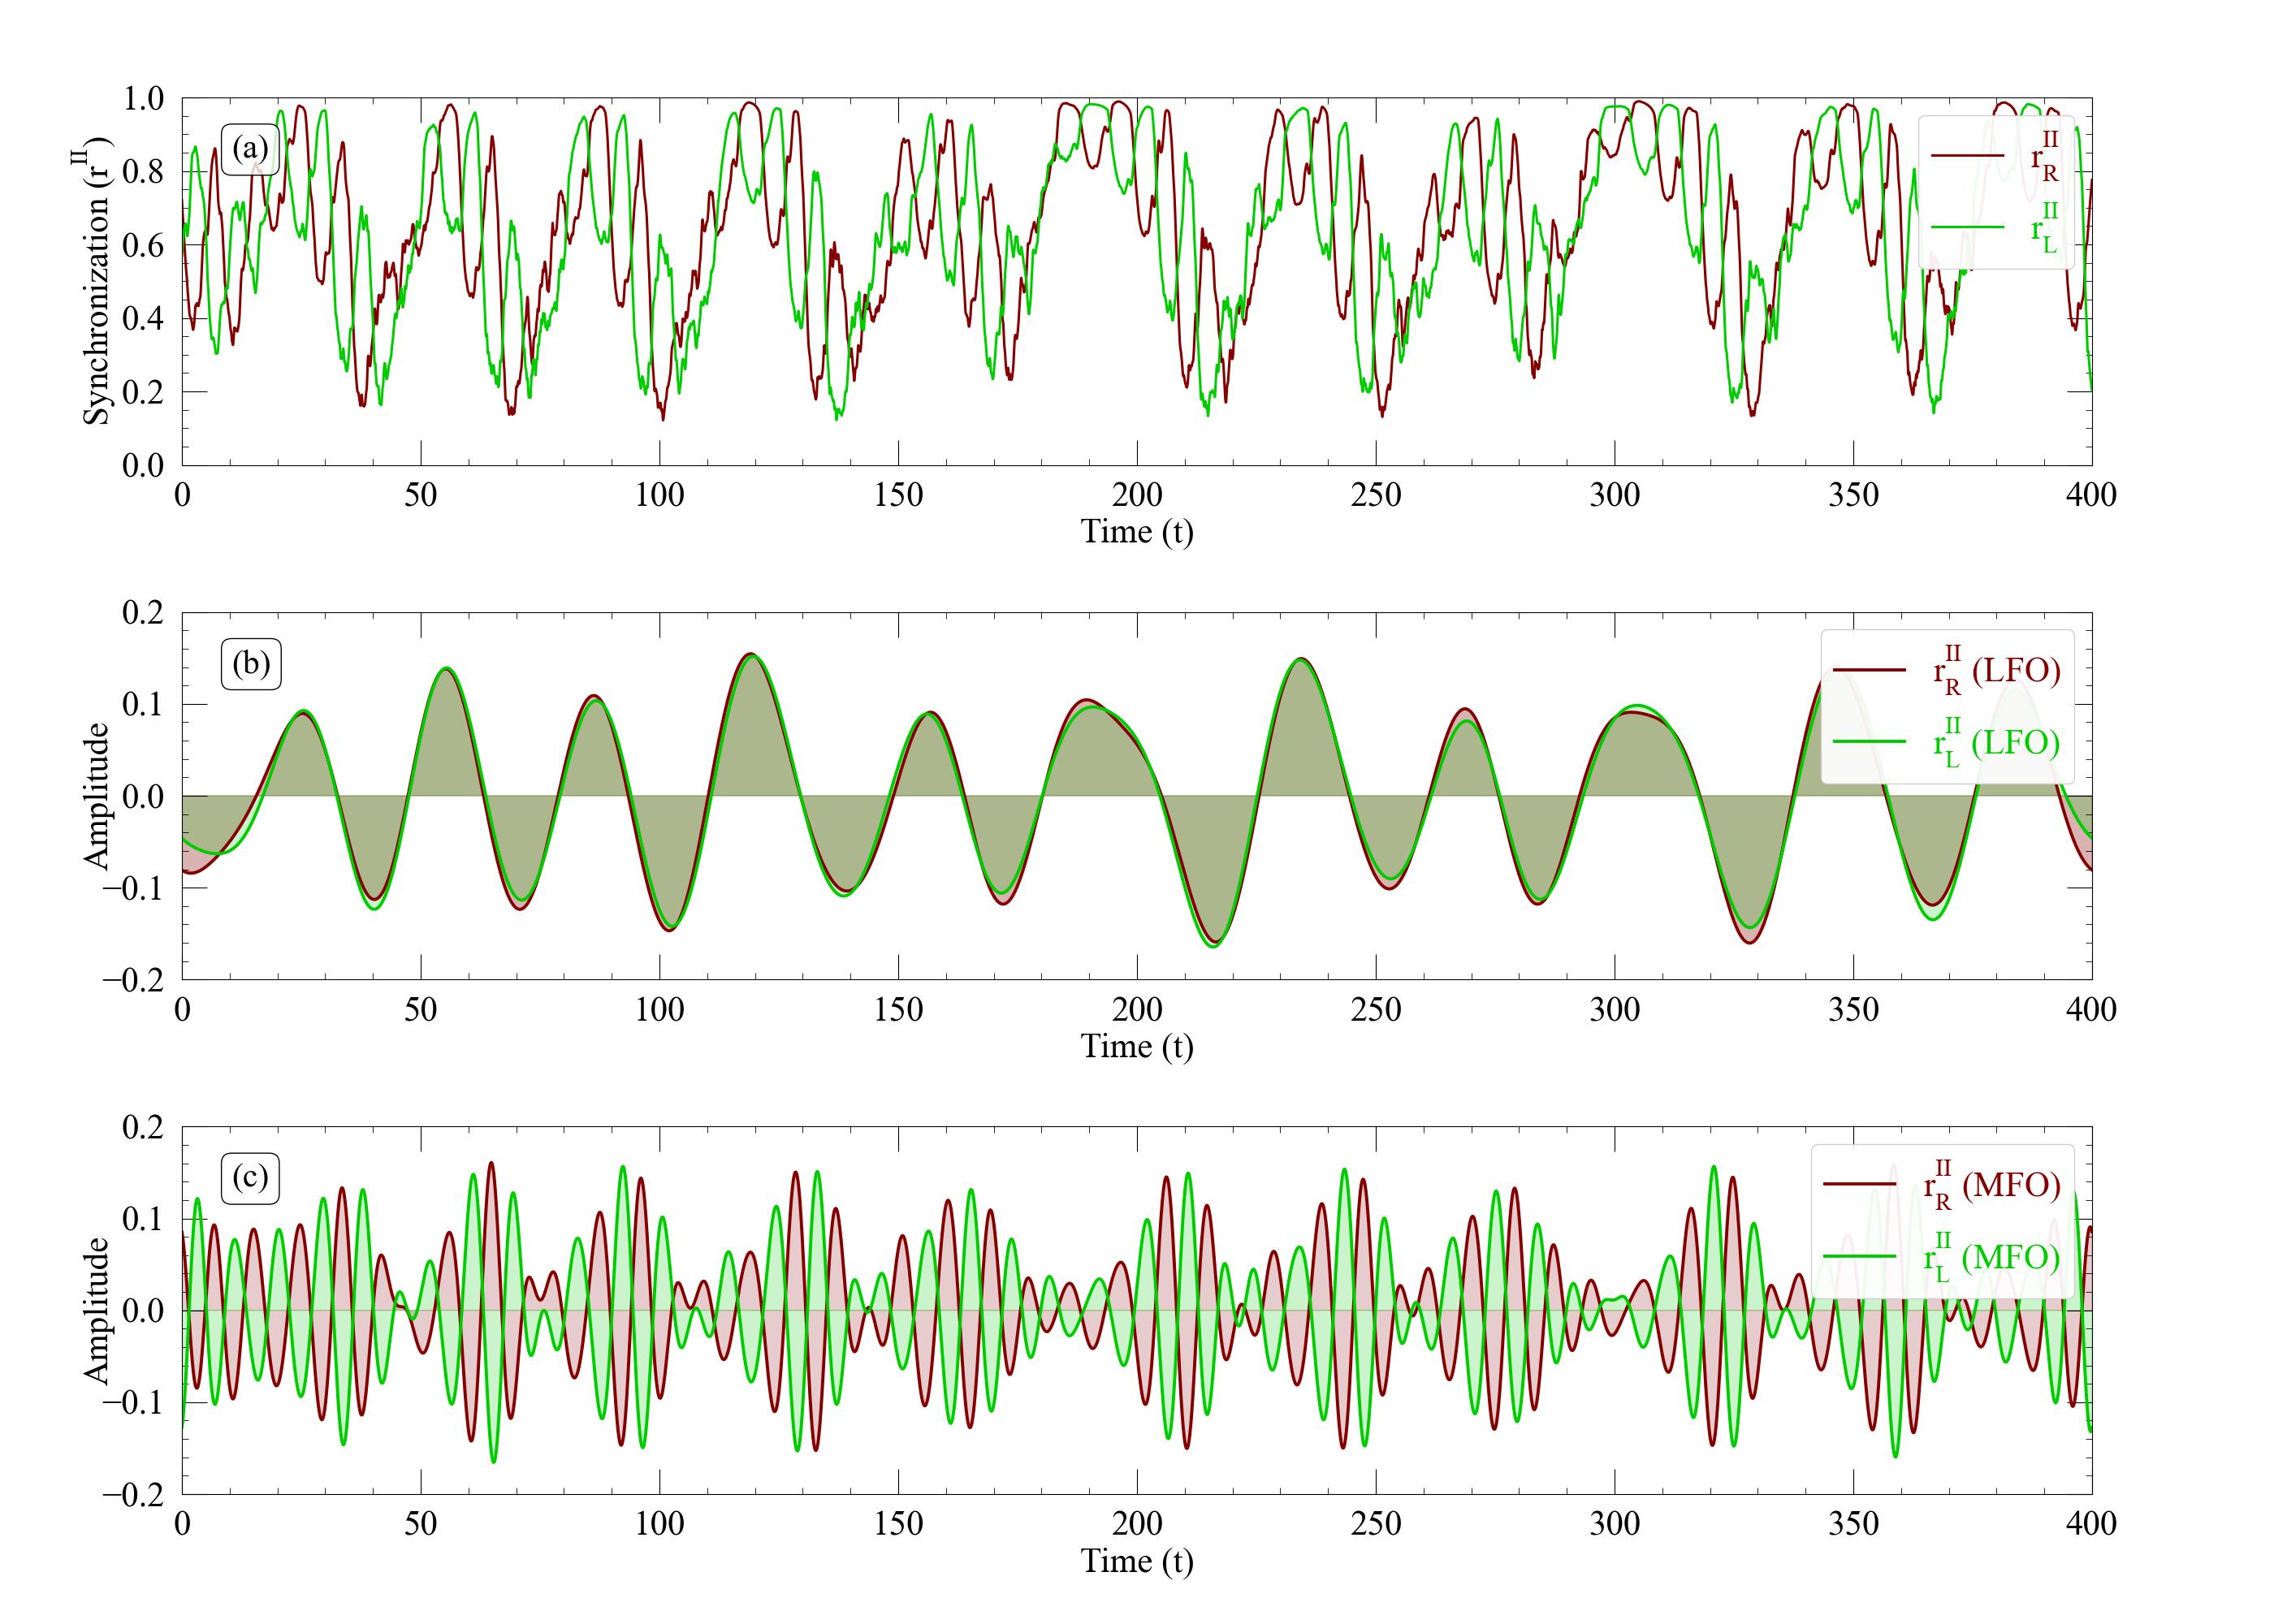 1.0
0.8
0.6
0.4
0.2
0.0
Synchronization (r^II)
(a)
r_R^II
r_L^II
0 50 100 150 200 250 300 350 400
Time (t)
0.2
0.1
0.0
−0.1
−0.2
Amplitude
(b)
r_R^II (LFO)
r_L^II (LFO)
0 50 100 150 200 250 300 350 400
Time (t)
0.2
0.1
0.0
−0.1
−0.2
Amplitude
(c)
r_R^II (MFO)
r_L^II (MFO)
0 50 100 150 200 250 300 350 400
Time (t)